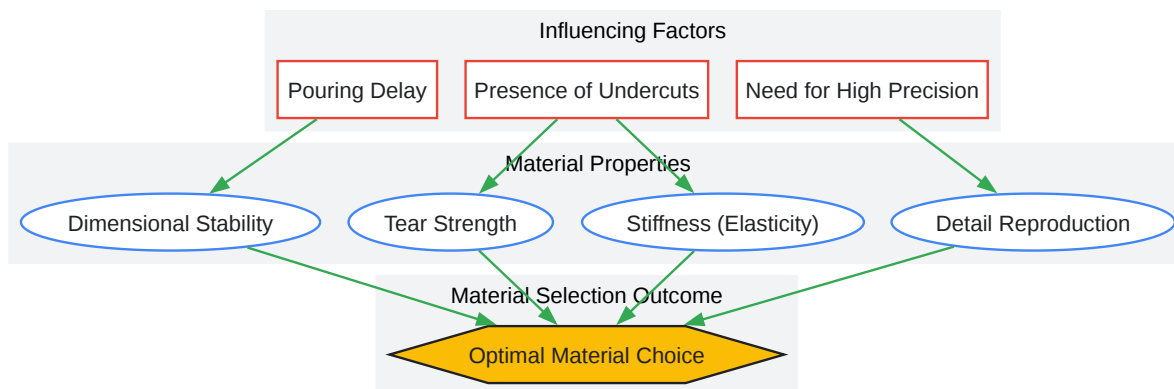 Influencing Factors
Pouring Delay
Presence of Undercuts
Need for High Precision
Material Properties
Dimensional Stability
Tear Strength
Stiffness (Elasticity)
Detail Reproduction
Material Selection Outcome
Optimal Material Choice